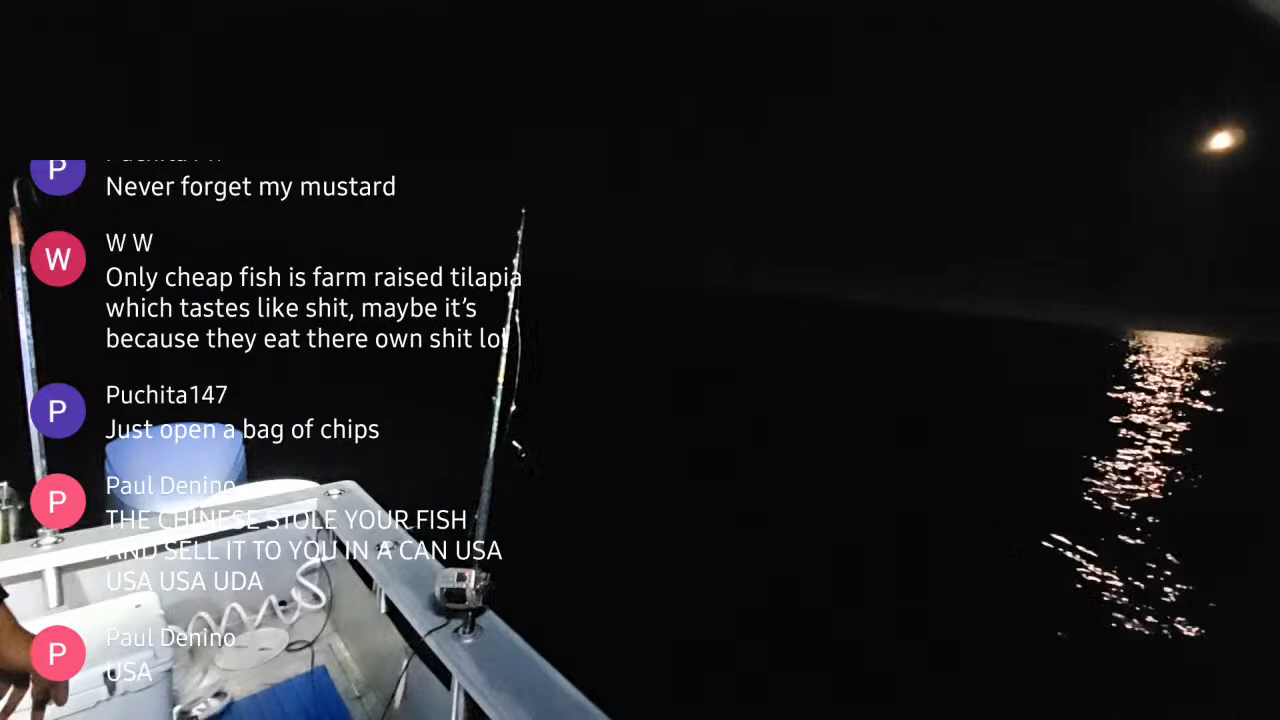 P
Never forget my mustard
W W
W
Only cheap fish is farm raised tilapia
which tastes like shit, maybe it’s
because they eat there own shit lol
Puchita147
P
Just open a bag of chips
Paul Denino
P
THE CHINESE STOLE YOUR FISH
AND SELL IT TO YOU IN A CAN USA
USA USA UDA
Paul Denino
P
USA